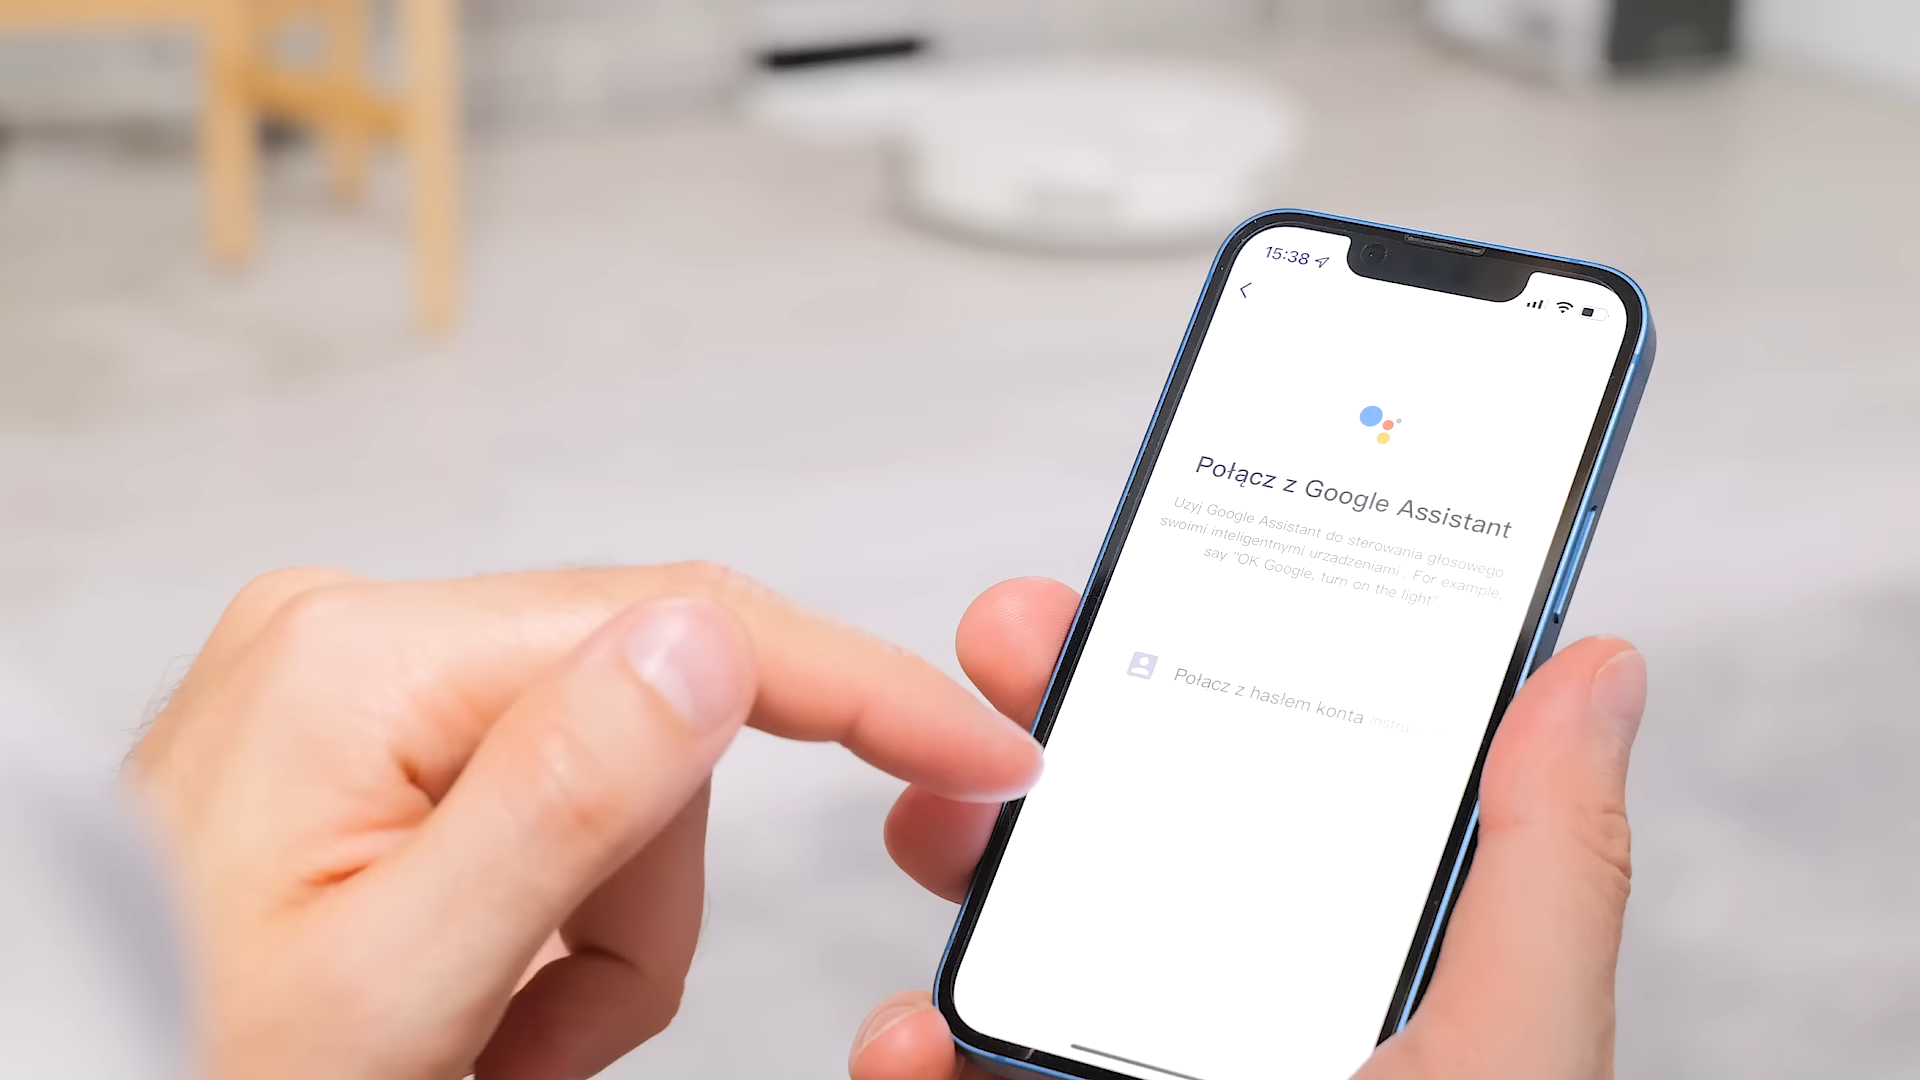 15:38
Połącz z Google Assistant
Użyj Google Assistant do sterowania głosowego
swoimi inteligentnymi urządzeniami . For example,
say "OK Google, turn on the light".
Połącz z hasłem konta instru